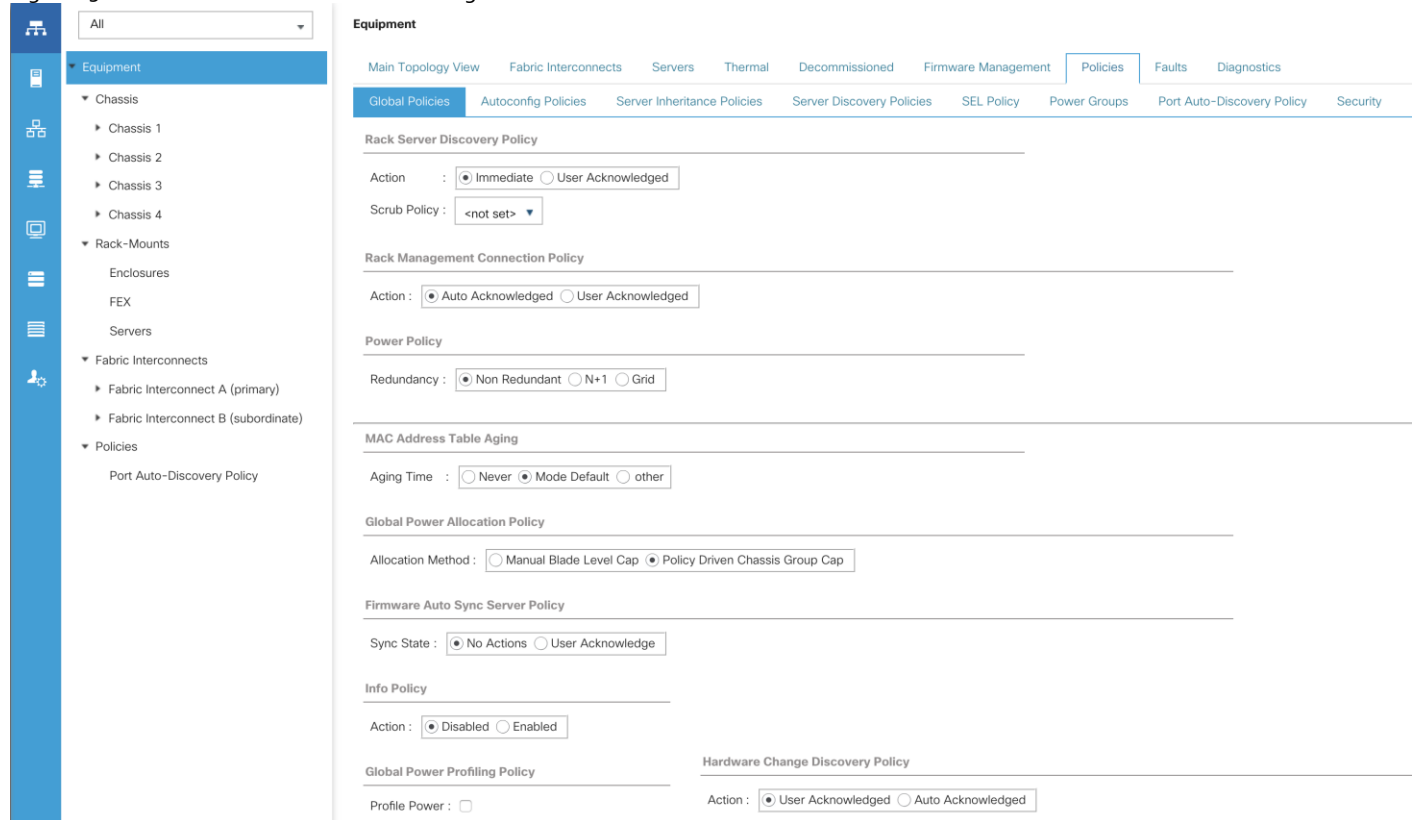 All
Equipment
Chassis
Chassis 1
Chassis 2
Chassis 3
Chassis 4
Rack-Mounts
Enclosures
FEX
Servers
Fabric Interconnects
Fabric Interconnect A (primary)
Fabric Interconnect B (subordinate)
Policies
Port Auto-Discovery Policy
Equipment
Main Topology View Fabric Interconnects Servers Thermal Decommissioned Firmware Management Policies Faults Diagnostics
Global Policies Autoconfig Policies Server Inheritance Policies Server Discovery Policies SEL Policy Power Groups Port Auto-Discovery Policy Security
Rack Server Discovery Policy
Action : Immediate User Acknowledged
Scrub Policy : <not set>
Rack Management Connection Policy
Action : Auto Acknowledged User Acknowledged
Power Policy
Redundancy : Non Redundant N+1 Grid
MAC Address Table Aging
Aging Time : Never Mode Default other
Global Power Allocation Policy
Allocation Method : Manual Blade Level Cap Policy Driven Chassis Group Cap
Firmware Auto Sync Server Policy
Sync State : No Actions User Acknowledge
Info Policy
Action : Disabled Enabled
Global Power Profiling Policy
Profile Power :
Hardware Change Discovery Policy
Action : User Acknowledged Auto Acknowledged